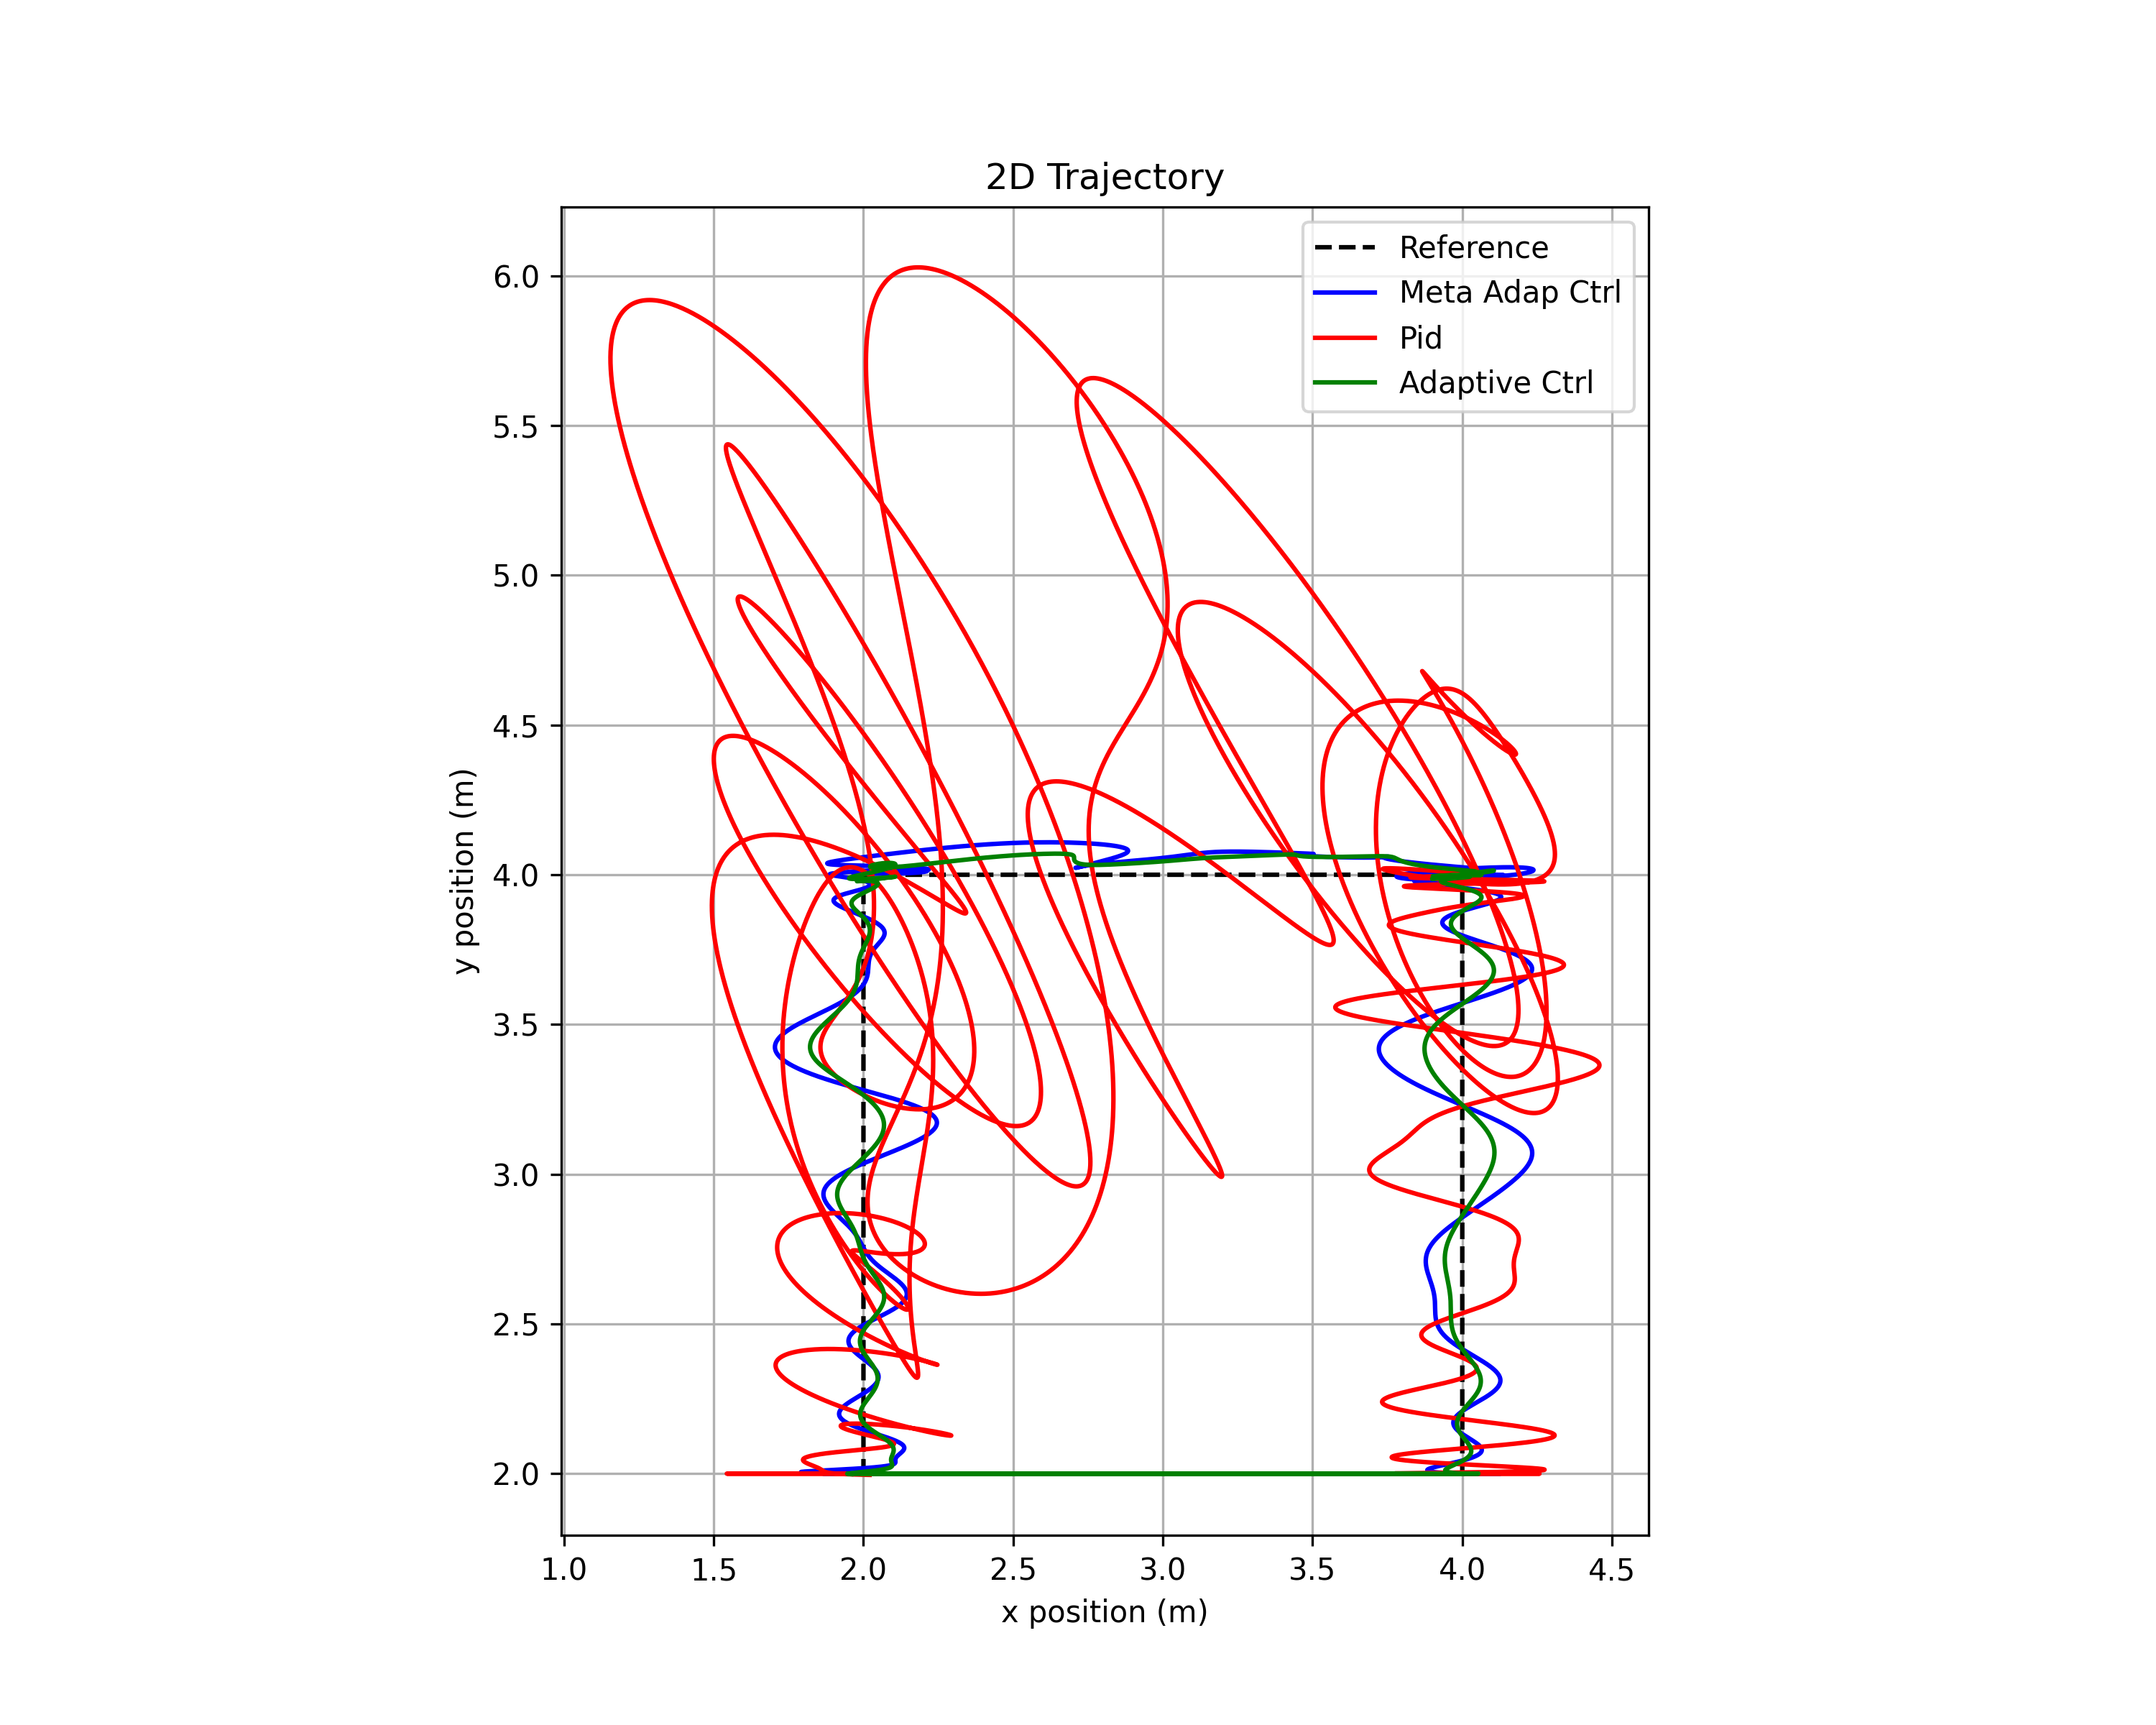 2D Trajectory
Reference
Meta Adap Ctrl
Pid
Adaptive Ctrl
6.0
5.5
5.0
4.5
4.0
3.5
3.0
2.5
2.0
y position (m)
1.0 1.5 2.0 2.5 3.0 3.5 4.0 4.5
x position (m)